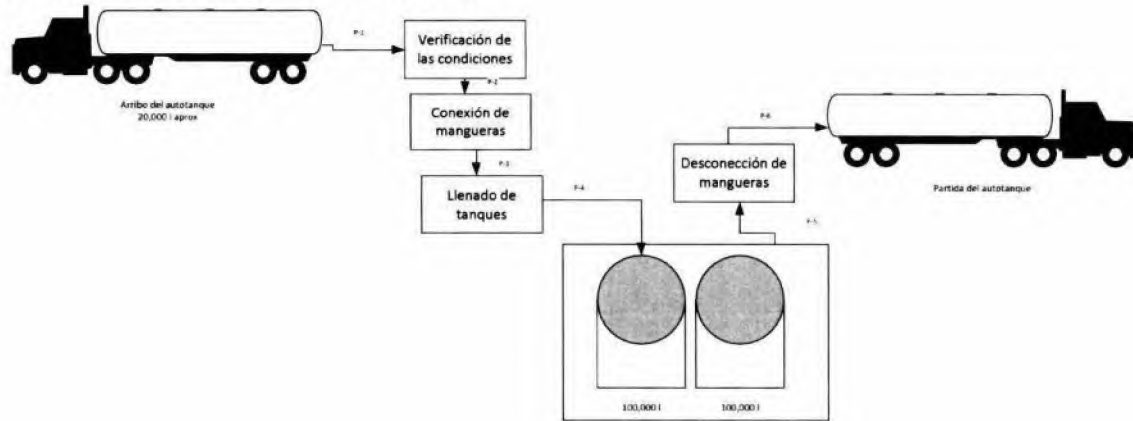 P-1
Verificación de
las condiciones
Arribo del autotanque
20,000 l aprox
P-2
Conexión de
mangueras
P-3
Llenado de
tanques
P-4
100,000 l
100,000 l
P-5
Desconección de
mangueras
P-6
Partida del autotanque